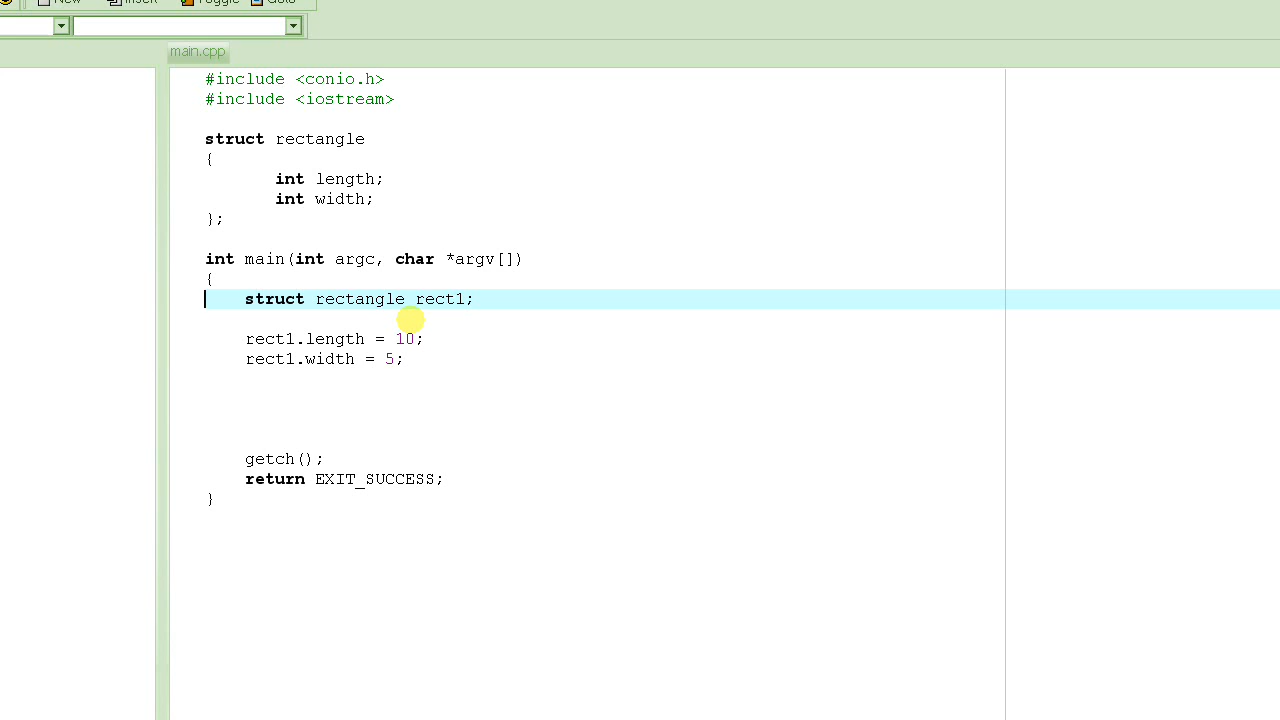 New Insert Toggle Goto
main.cpp
#include <conio.h>
#include <iostream>
struct rectangle
{
int length;
int width;
};
int main(int argc, char *argv[])
{
struct rectangle rect1;
rect1.length = 10;
rect1.width = 5;
getch();
return EXIT_SUCCESS;
}